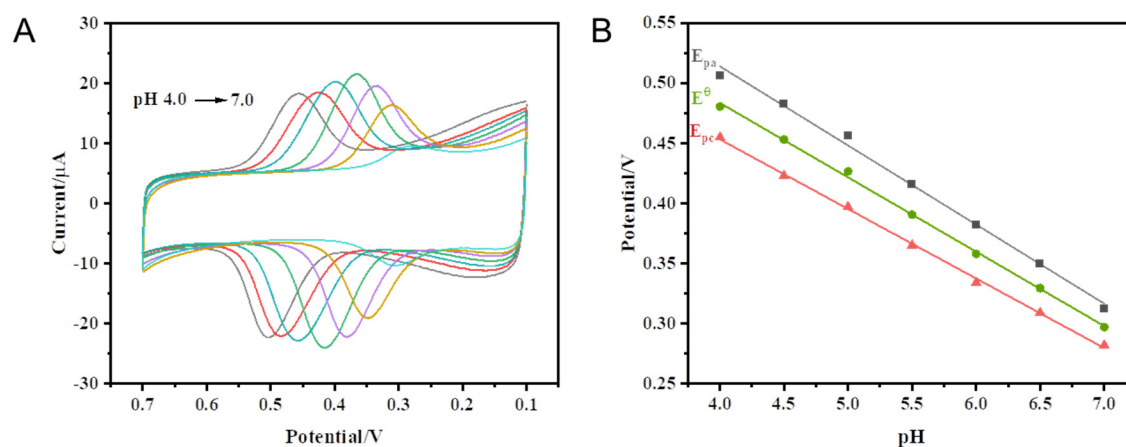 A
30
20
10
0
-10
-20
-30
Current/μA
pH 4.0 → 7.0
0.7
0.6
0.5
0.4
0.3
0.2
0.1
Potential/V
B
0.55
0.50
0.45
0.40
0.35
0.30
0.25
Potential/V
Epa
E^θ
Epc
4.0
4.5
5.0
5.5
6.0
6.5
7.0
pH